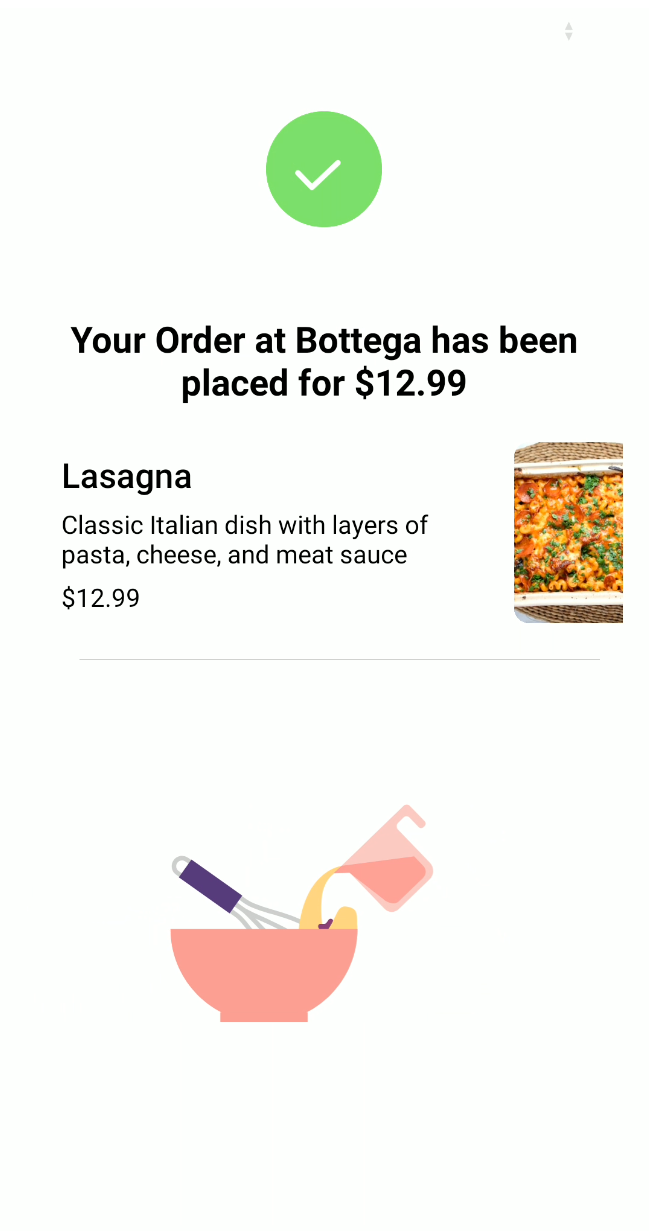 Your Order at Bottega has been
placed for $12.99
Lasagna
Classic Italian dish with layers of
pasta, cheese, and meat sauce
$12.99